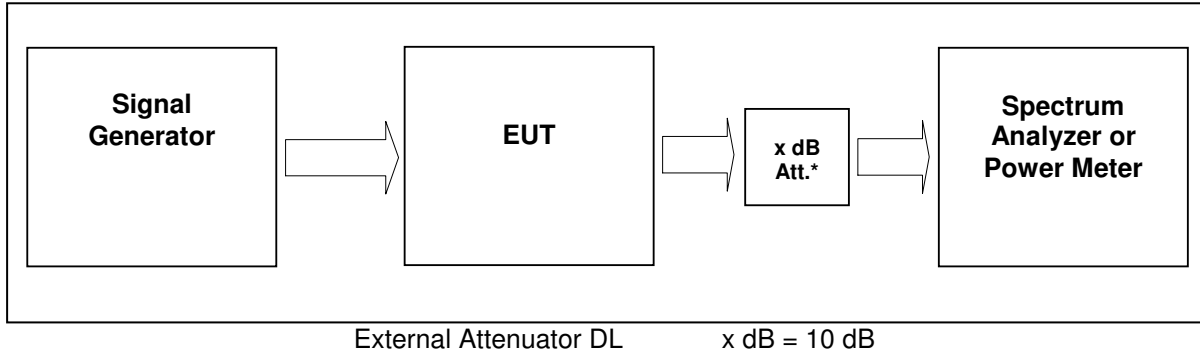 Signal
Generator
EUT
x dB
Att.*
Spectrum
Analyzer or
Power Meter
External Attenuator DL x dB = 10 dB